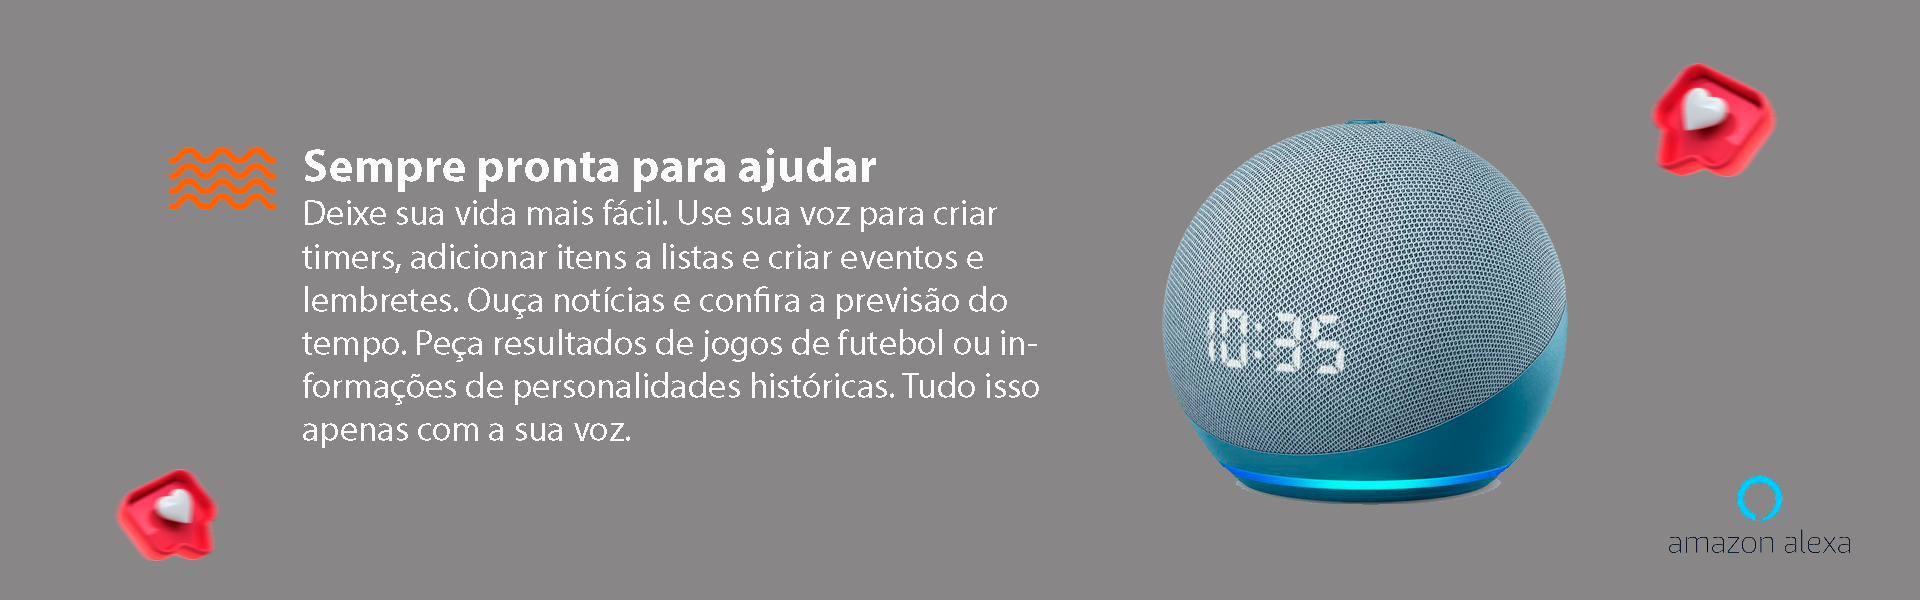 Sempre pronta para ajudar
Deixe sua vida mais fácil. Use sua voz para criar
timers, adicionar itens a listas e criar eventos e
lembretes. Ouça notícias e confira a previsão do
tempo. Peça resultados de jogos de futebol ou in-
formações de personalidades históricas. Tudo isso
apenas com a sua voz.
10:35
amazon alexa